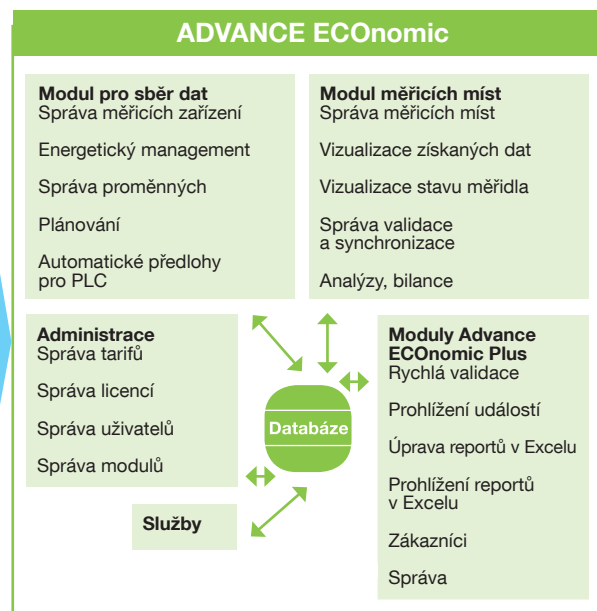 ADVANCE ECOnomic
Modul pro sběr dat
Správa měřicích zařízení
Energetický management
Správa proměnných
Plánování
Automatické předlohy
pro PLC
Modul měřicích míst
Správa měřicích míst
Vizualizace získaných dat
Vizualizace stavu měřidla
Správa validace
a synchronizace
Analýzy, bilance
Administrace
Správa tarifů
Správa licencí
Správa uživatelů
Správa modulů
Databáze
Moduly Advance
ECOnomic Plus
Rychlá validace
Prohlížení událostí
Úprava reportů v Excelu
Prohlížení reportů
v Excelu
Zákazníci
Správa
Služby